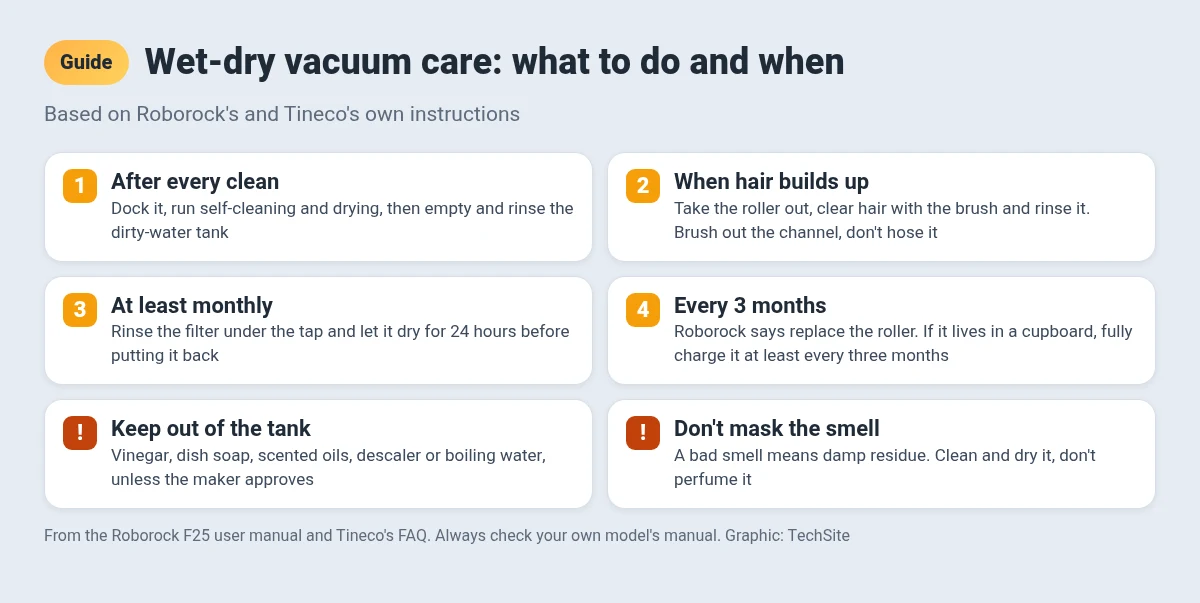 Guide
Wet-dry vacuum care: what to do and when
Based on Roborock's and Tineco's own instructions
1
After every clean
Dock it, run self-cleaning and drying, then empty and rinse the
dirty-water tank
2
When hair builds up
Take the roller out, clear hair with the brush and rinse it.
Brush out the channel, don't hose it
3
At least monthly
Rinse the filter under the tap and let it dry for 24 hours before
putting it back
4
Every 3 months
Roborock says replace the roller. If it lives in a cupboard, fully
charge it at least every three months
!
Keep out of the tank
Vinegar, dish soap, scented oils, descaler or boiling water,
unless the maker approves
!
Don't mask the smell
A bad smell means damp residue. Clean and dry it, don't
perfume it
From the Roborock F25 user manual and Tineco's FAQ. Always check your own model's manual. Graphic: TechSite